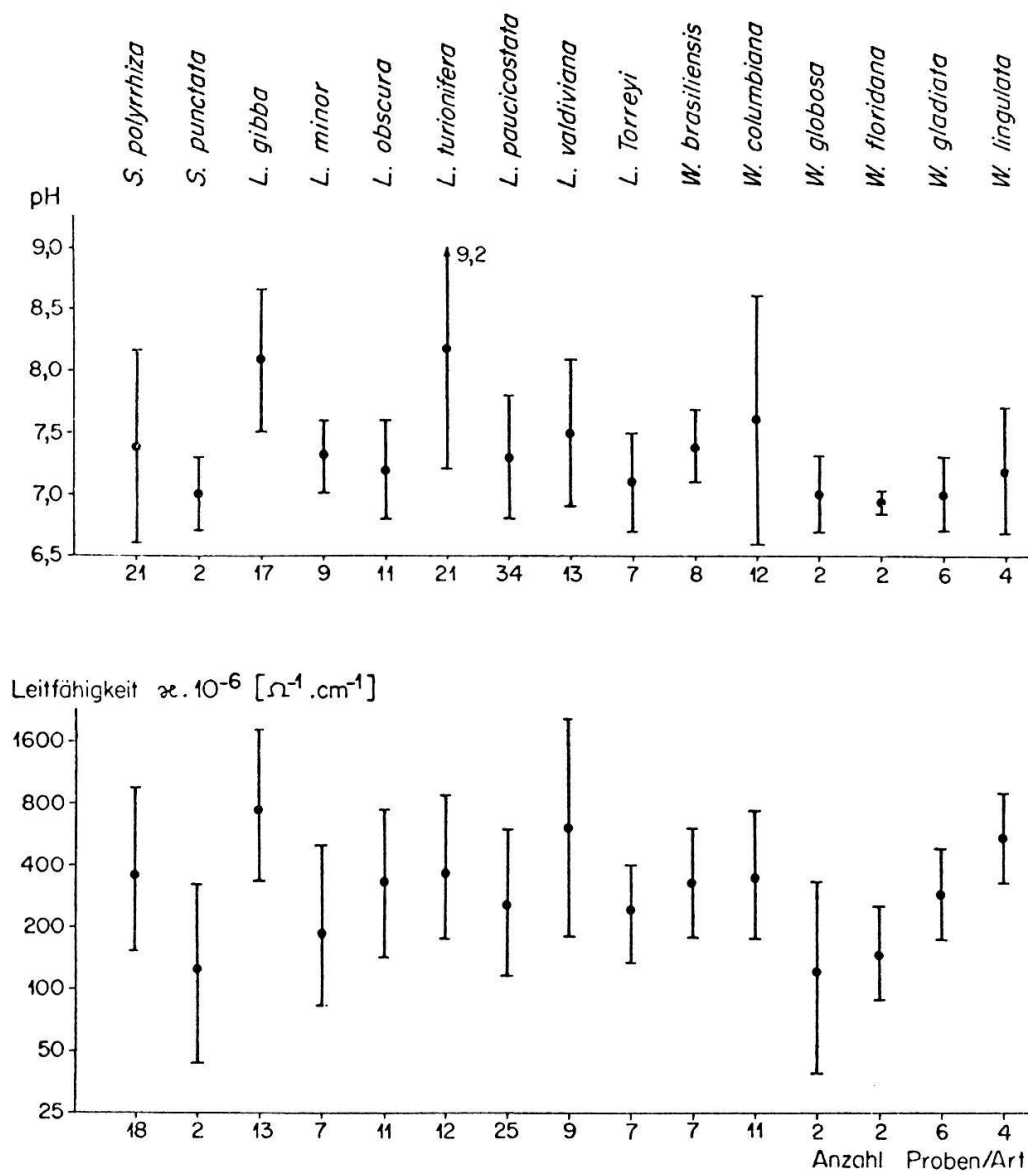 S. polyrrhiza
S. punctata
L. gibba
L. minor
L. obscura
L. turionifera
L. paucicostata
L. valdiviana
L. Torreyi
W. brasiliensis
W. columbiana
W. globosa
W. floridana
W. gladiata
W. lingulata
pH
9,0
9,2
8,5
8,0
7,5
7,0
6,5
21 2 17 9 11 21 34 13 7 8 12 2 2 6 4
Leitfähigkeit ϰ.10⁻⁶ [Ω⁻¹.cm⁻¹]
1600
800
400
200
100
50
25
18 2 13 7 11 12 25 9 7 7 11 2 2 6 4
Anzahl Proben/Art